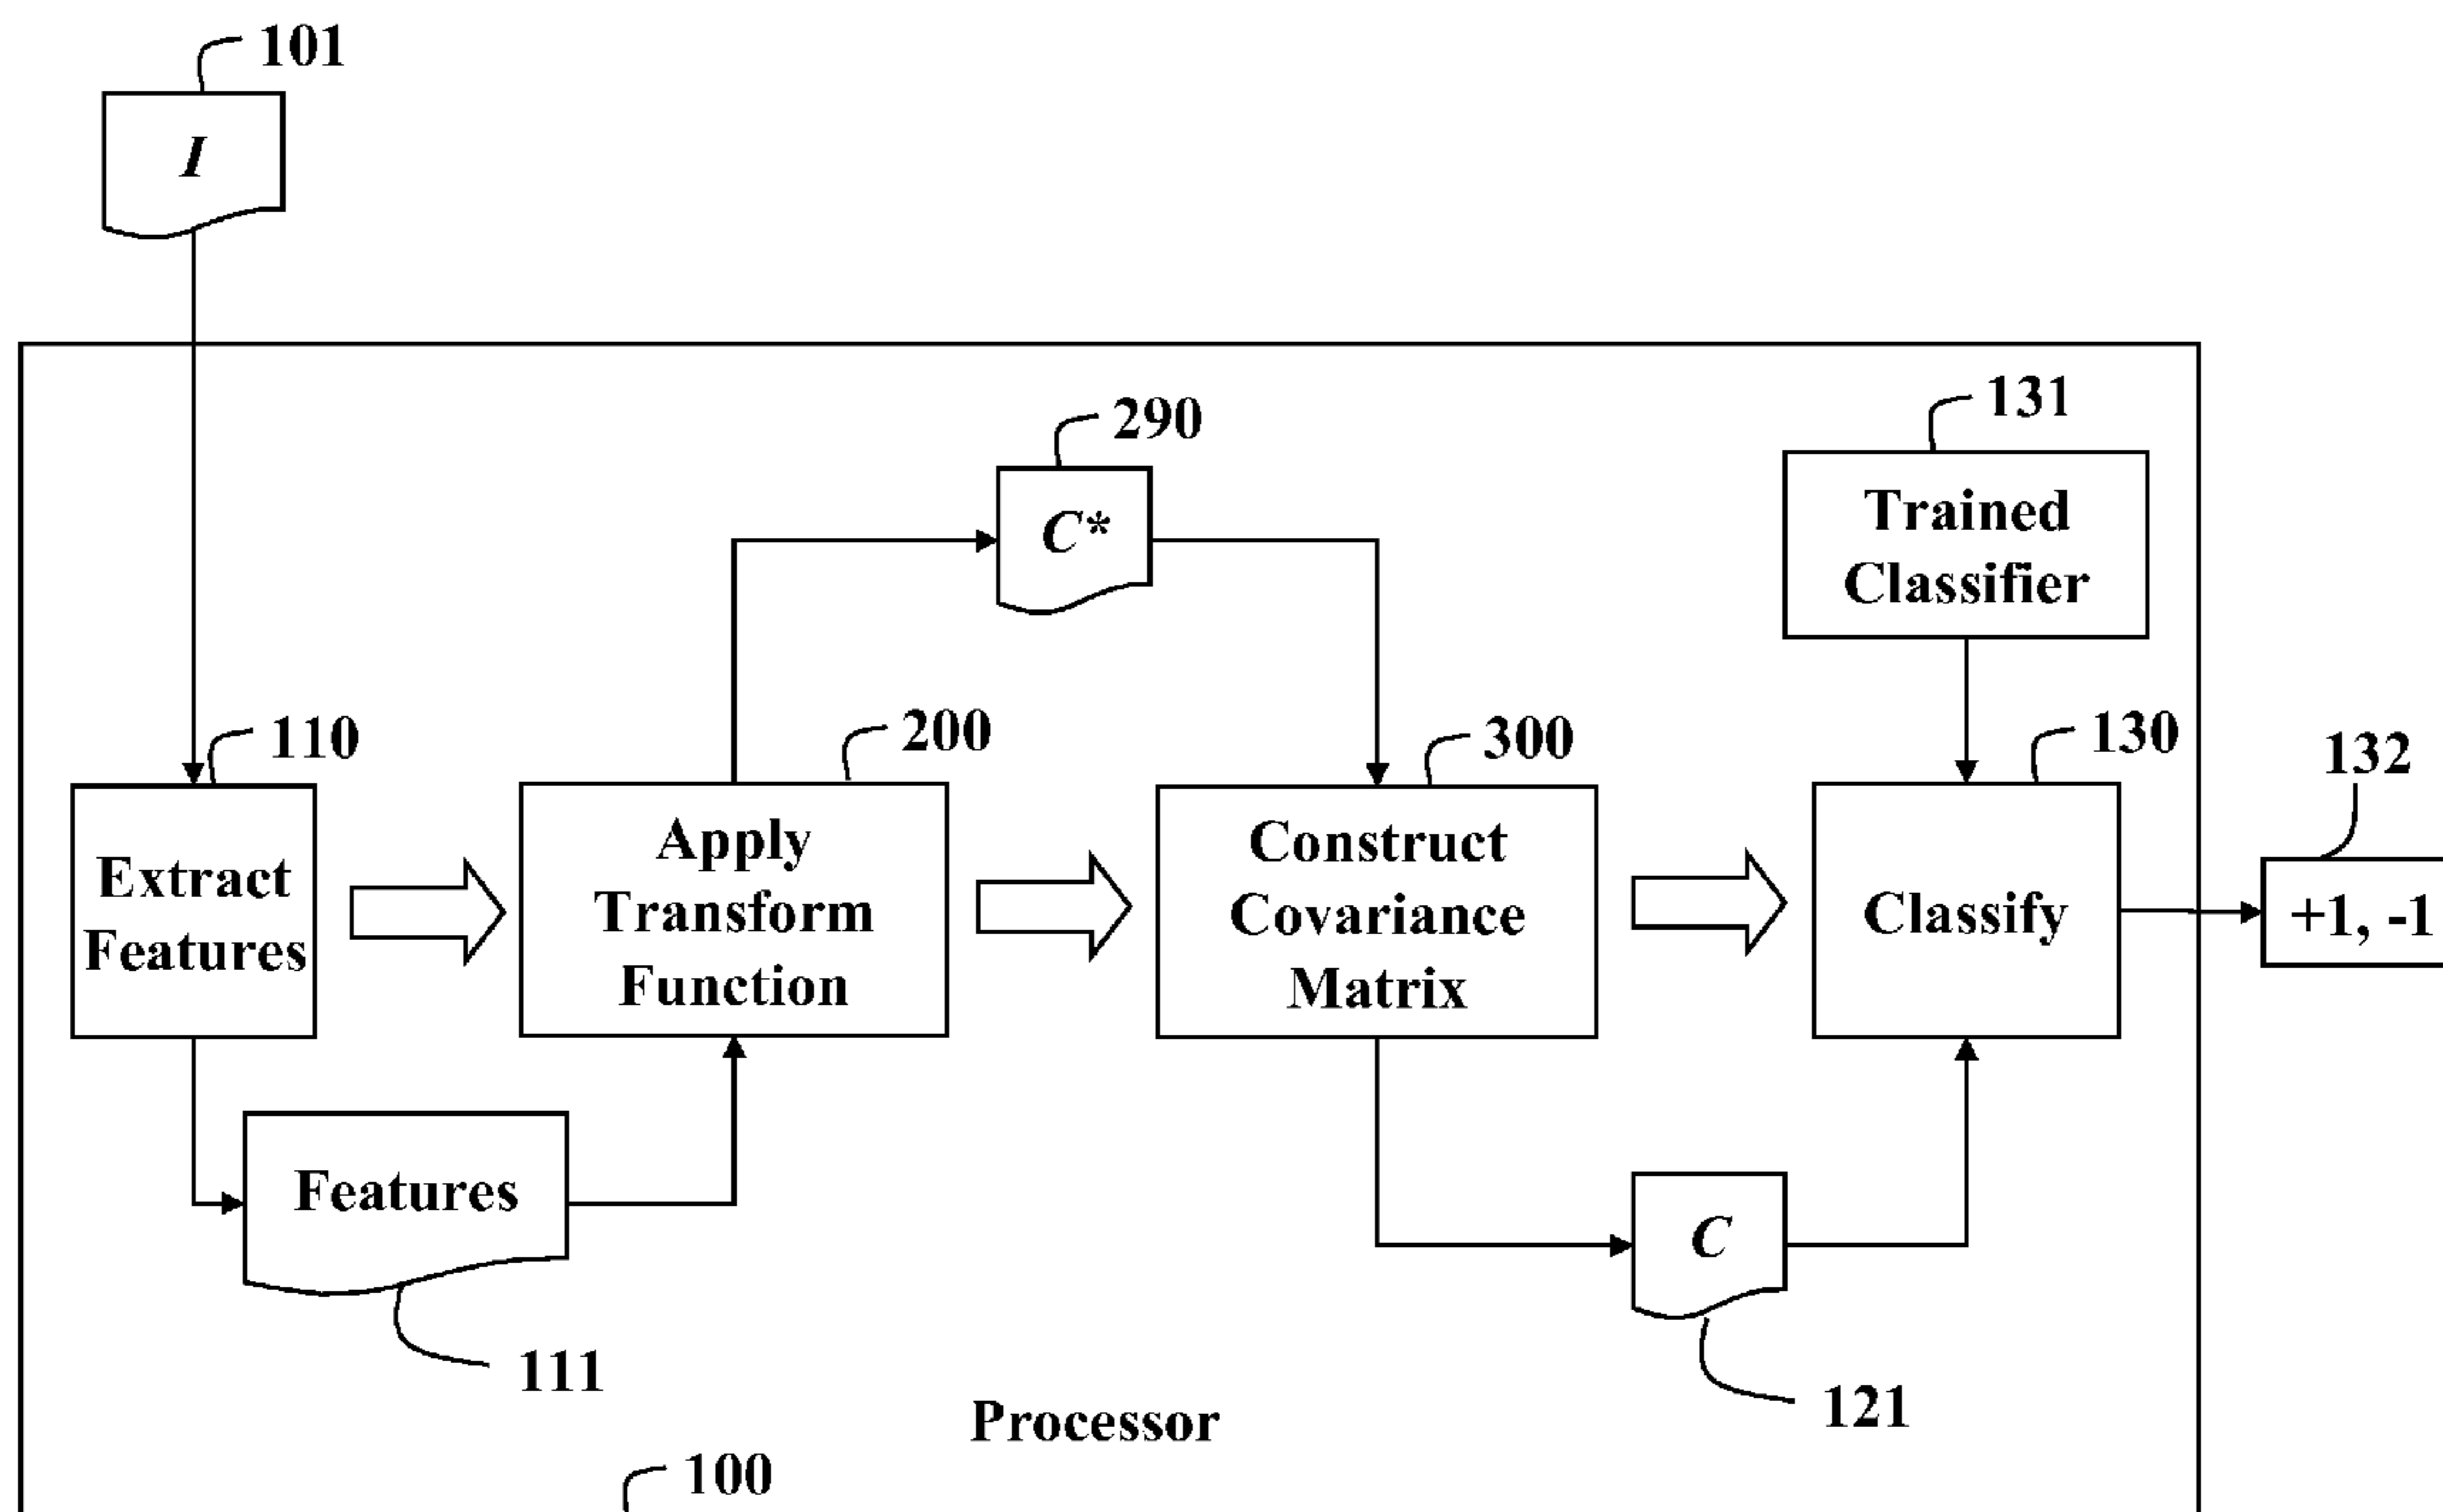 101
I
290
131
C*
Trained
Classifier
110
200
300
130
132
Extract
Features
Apply
Transform
Function
Construct
Covariance
Matrix
Classify
+1, -1
Features
C
111
121
Processor
100